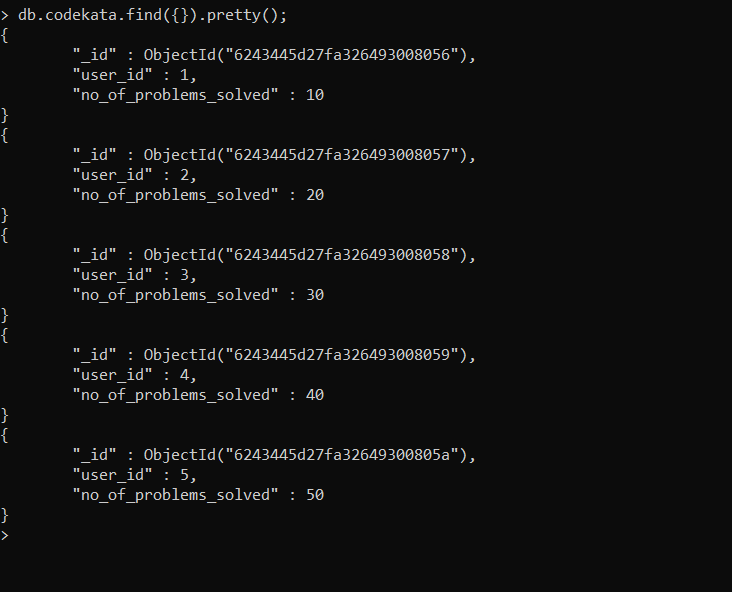 > db.codekata.find({}).pretty();
{
        "_id" : ObjectId("6243445d27fa326493008056"),
        "user_id" : 1,
        "no_of_problems_solved" : 10
}
{
        "_id" : ObjectId("6243445d27fa326493008057"),
        "user_id" : 2,
        "no_of_problems_solved" : 20
}
{
        "_id" : ObjectId("6243445d27fa326493008058"),
        "user_id" : 3,
        "no_of_problems_solved" : 30
}
{
        "_id" : ObjectId("6243445d27fa326493008059"),
        "user_id" : 4,
        "no_of_problems_solved" : 40
}
{
        "_id" : ObjectId("6243445d27fa32649300805a"),
        "user_id" : 5,
        "no_of_problems_solved" : 50
}
>